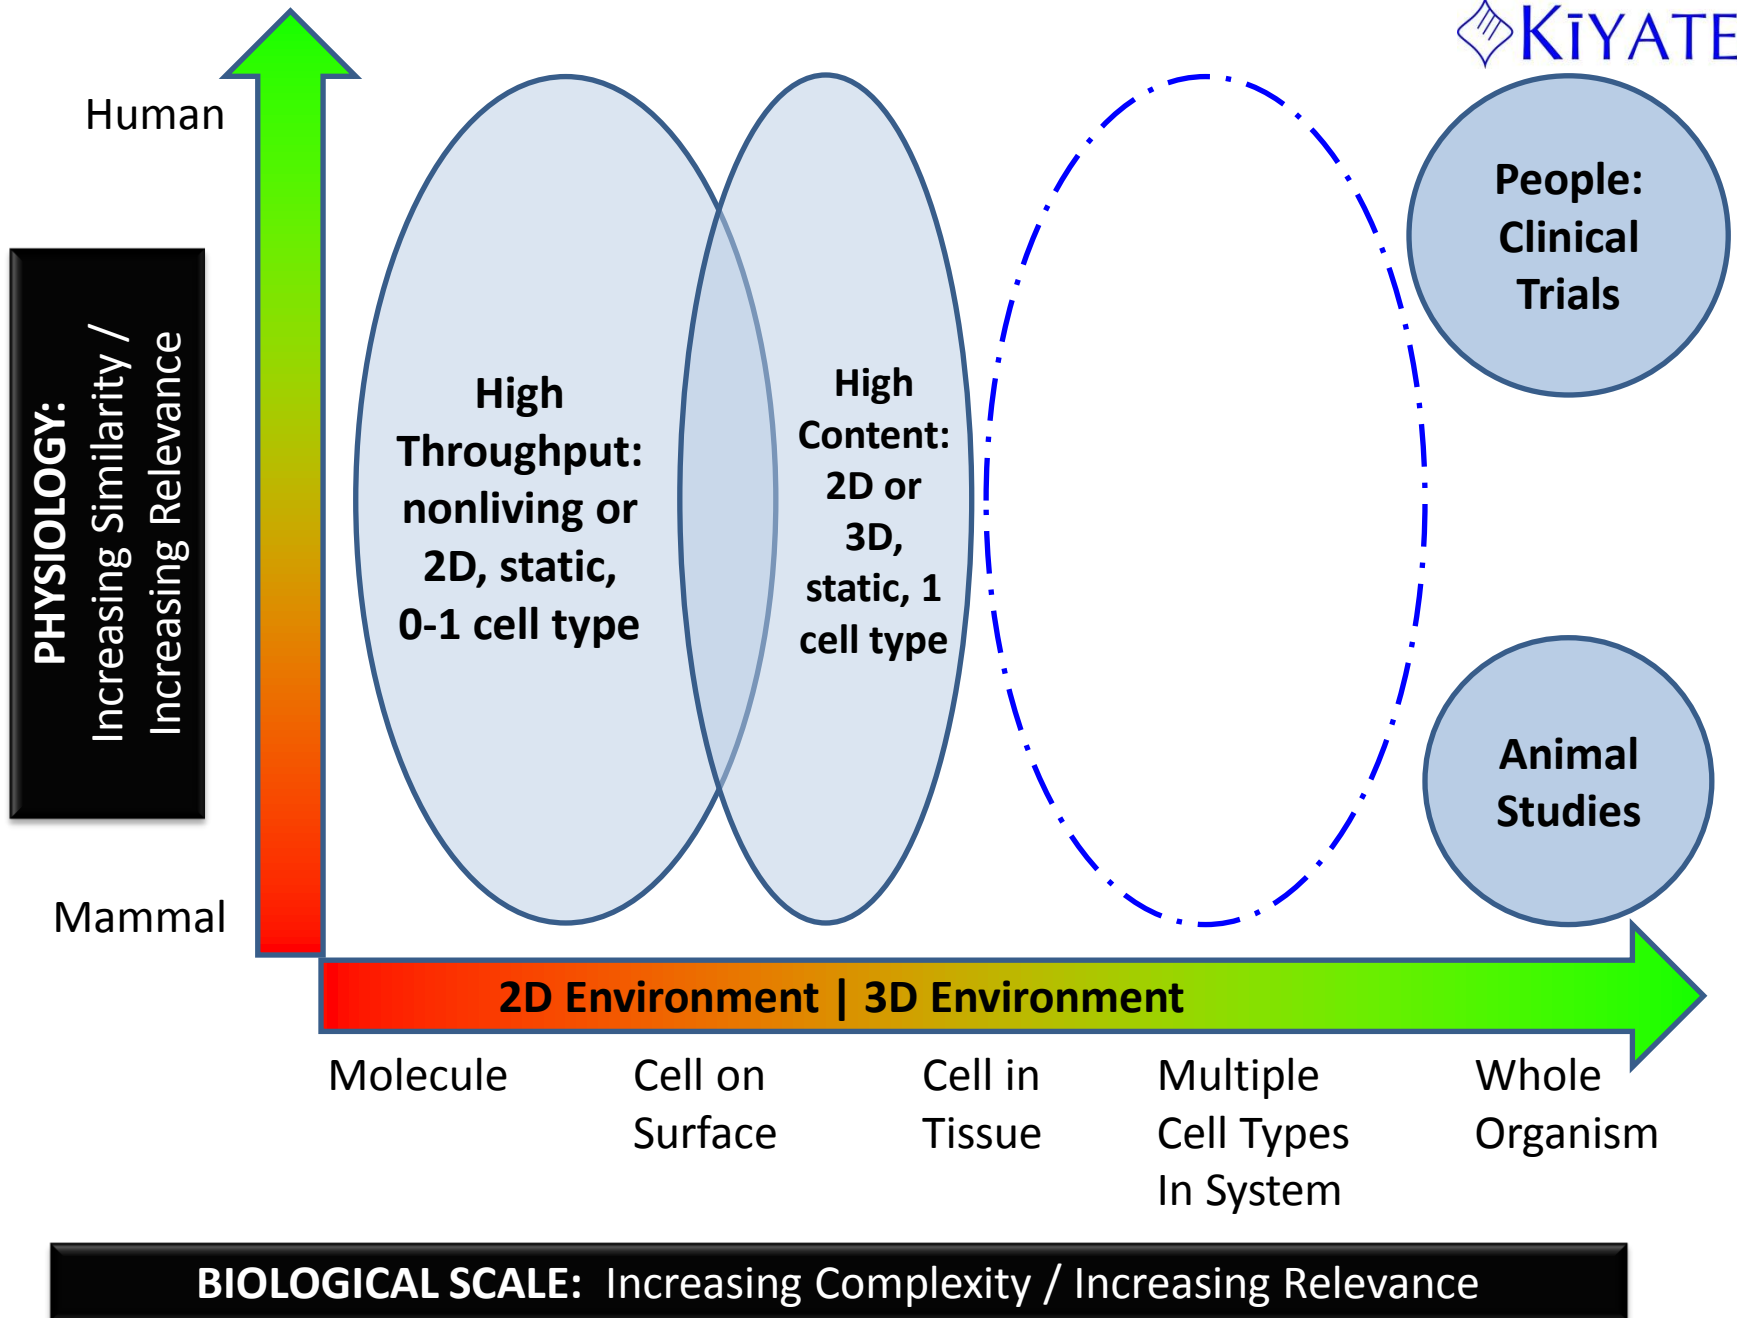 KIYATE
Human
People:
Clinical
Trials
PHYSIOLOGY:
Increasing Similarity /
Increasing Relevance
High
Throughput:
nonliving or
2D, static,
0-1 cell type
High
Content:
2D or
3D,
static, 1
cell type
Animal
Studies
Mammal
2D Environment | 3D Environment
Molecule
Cell on
Surface
Cell in
Tissue
Multiple
Cell Types
In System
Whole
Organism
BIOLOGICAL SCALE: Increasing Complexity / Increasing Relevance